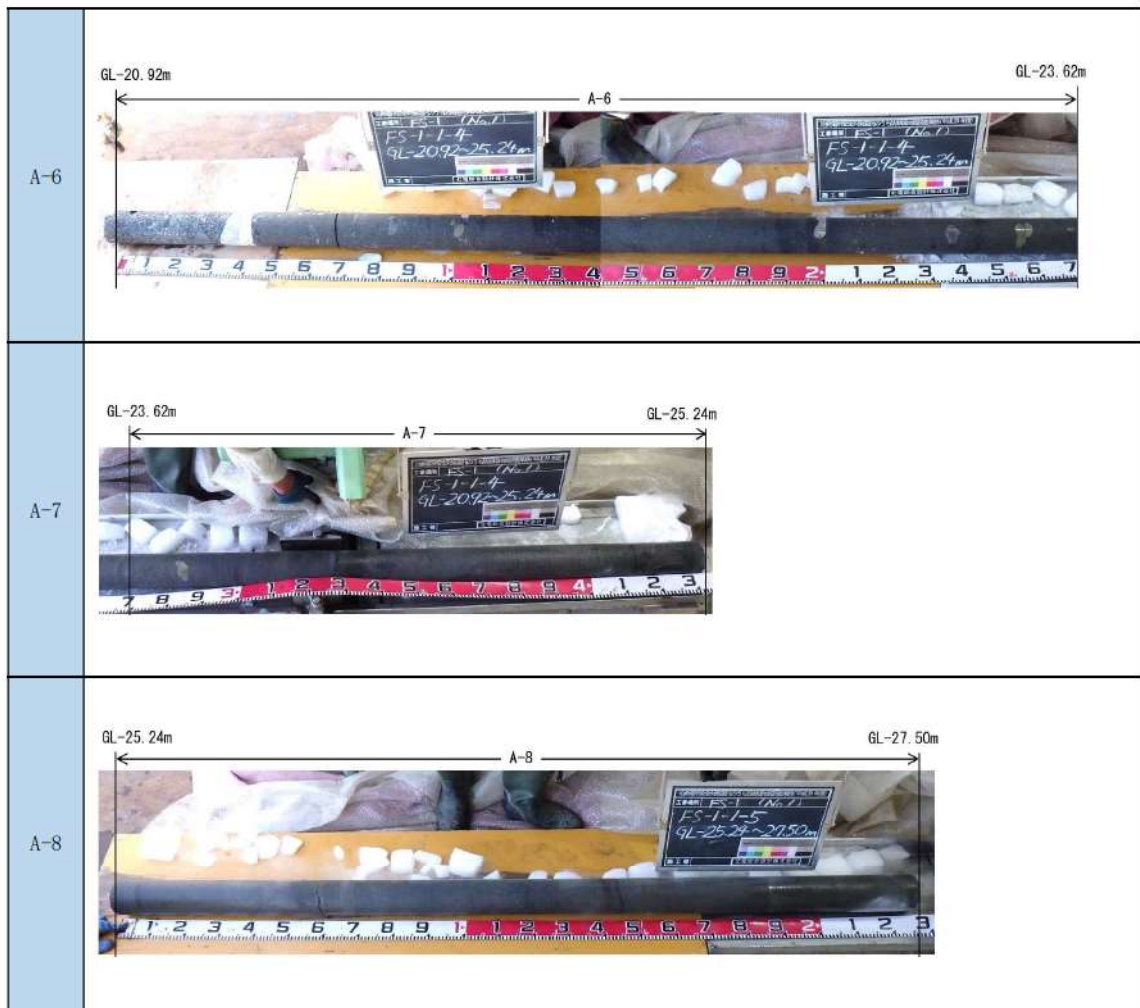 A-6
GL-20.92m
GL-23.62m
A-6
FS-1 (No.1)
FS-1-1-4
GL-20.92~25.24m
FS-1 (No.1)
FS-1-1-4
GL-20.92~25.24m
1 2 3 4 5 6 7 8 9 1 1 2 3 4 5 6 7 8 9 2 1 2 3 4 5 6 7
A-7
GL-23.62m
GL-25.24m
A-7
FS-1 (No.1)
FS-1-1-4
GL-20.92~25.24m
7 8 9 3 1 2 3 4 5 6 7 8 9 4 1 2 3
A-8
GL-25.24m
GL-27.50m
A-8
FS-1 (No.1)
FS-1-1-5
GL-25.24~27.50m
1 2 3 4 5 6 7 8 9 1 1 2 3 4 5 6 7 8 9 2 1 2 3